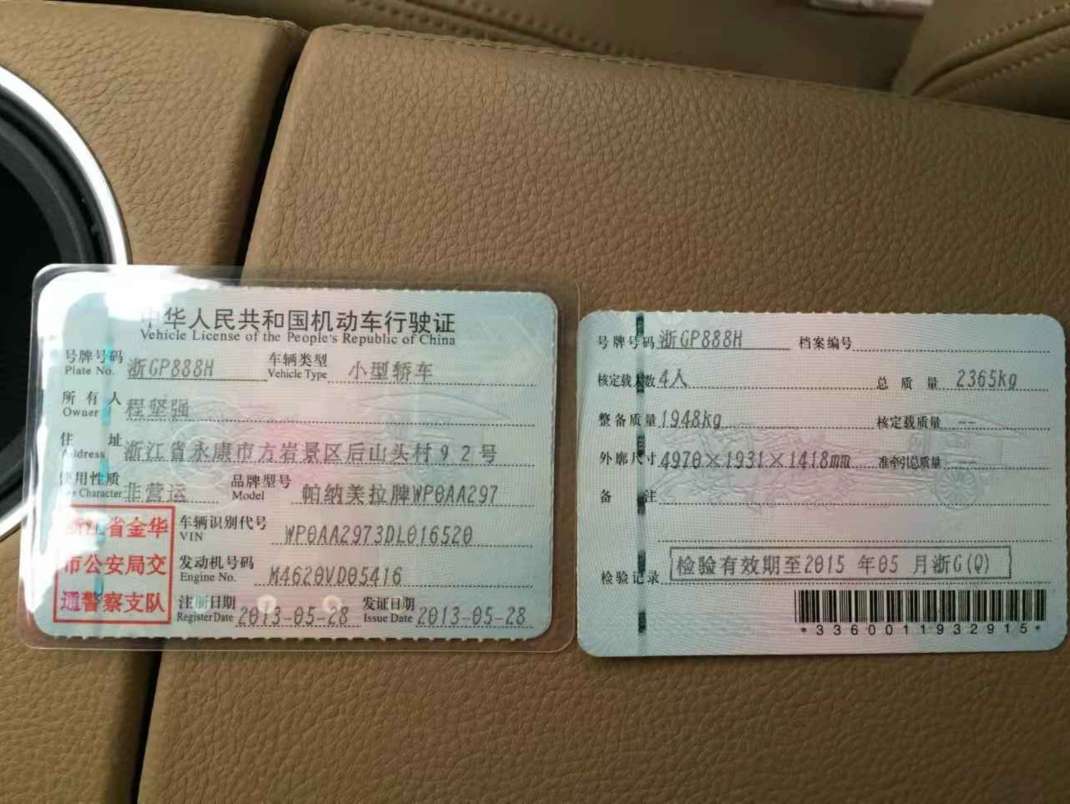 中华人民共和国机动车行驶证
Vehicle License of the People's Republic of China
号牌号码 浙GP888H 车辆类型 小型轿车
Plate No. Vehicle Type
所有人 程坚强
Owner
住址 浙江省永康市方岩景区后山头村92号
Address
使用性质 非营运 品牌型号 帕纳美拉牌WP0AA297
Use Character Model
车辆识别代号 WP0AA2973DL016520
VIN
发动机号码 M4620VD05416
Engine No.
注册日期 2013-05-28 发证日期 2013-05-28
Register Date Issue Date
浙江省金华
市公安局交
通警察支队
号牌号码 浙GP888H 档案编号
核定载人数 4人 总质量 2365kg
整备质量 1948kg 核定载质量 --
外廓尺寸 4970×1931×1418mm 准牵引总质量 --
备注
检验记录 检验有效期至2015年05月浙G(Q)
*3360011932915*